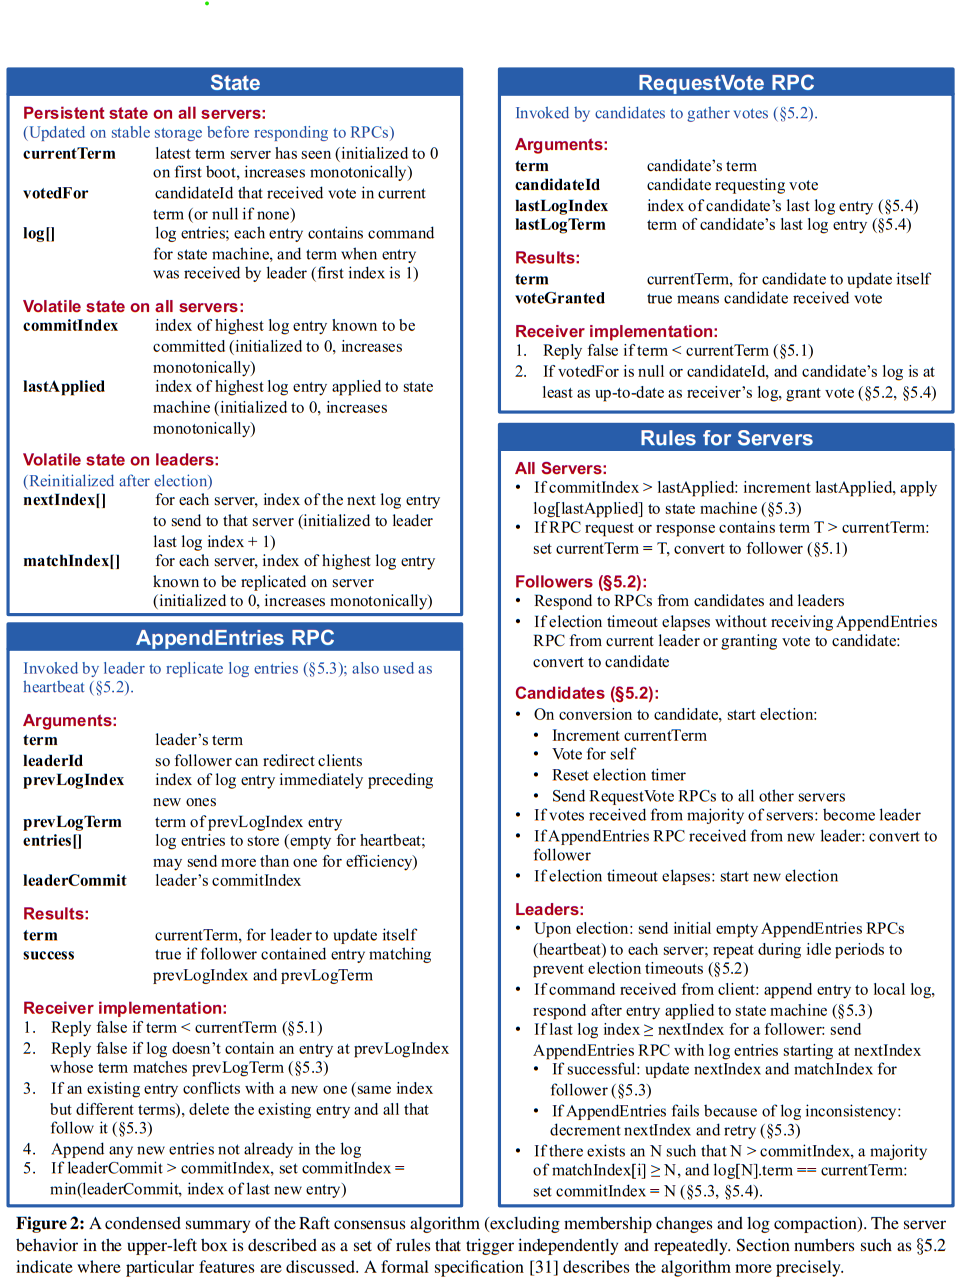 State
Persistent state on all servers:
(Updated on stable storage before responding to RPCs)
currentTerm latest term server has seen (initialized to 0
on first boot, increases monotonically)
votedFor candidateId that received vote in current
term (or null if none)
log[] log entries; each entry contains command
for state machine, and term when entry
was received by leader (first index is 1)
Volatile state on all servers:
commitIndex index of highest log entry known to be
committed (initialized to 0, increases
monotonically)
lastApplied index of highest log entry applied to state
machine (initialized to 0, increases
monotonically)
Volatile state on leaders:
(Reinitialized after election)
nextIndex[] for each server, index of the next log entry
to send to that server (initialized to leader
last log index + 1)
matchIndex[] for each server, index of highest log entry
known to be replicated on server
(initialized to 0, increases monotonically)
AppendEntries RPC
Invoked by leader to replicate log entries (§5.3); also used as
heartbeat (§5.2).
Arguments:
term leader’s term
leaderId so follower can redirect clients
prevLogIndex index of log entry immediately preceding
new ones
prevLogTerm term of prevLogIndex entry
entries[] log entries to store (empty for heartbeat;
may send more than one for efficiency)
leaderCommit leader’s commitIndex
Results:
term currentTerm, for leader to update itself
success true if follower contained entry matching
prevLogIndex and prevLogTerm
Receiver implementation:
1. Reply false if term < currentTerm (§5.1)
2. Reply false if log doesn’t contain an entry at prevLogIndex
whose term matches prevLogTerm (§5.3)
3. If an existing entry conflicts with a new one (same index
but different terms), delete the existing entry and all that
follow it (§5.3)
4. Append any new entries not already in the log
5. If leaderCommit > commitIndex, set commitIndex =
min(leaderCommit, index of last new entry)
RequestVote RPC
Invoked by candidates to gather votes (§5.2).
Arguments:
term candidate’s term
candidateId candidate requesting vote
lastLogIndex index of candidate’s last log entry (§5.4)
lastLogTerm term of candidate’s last log entry (§5.4)
Results:
term currentTerm, for candidate to update itself
voteGranted true means candidate received vote
Receiver implementation:
1. Reply false if term < currentTerm (§5.1)
2. If votedFor is null or candidateId, and candidate’s log is at
least as up-to-date as receiver’s log, grant vote (§5.2, §5.4)
Rules for Servers
All Servers:
• If commitIndex > lastApplied: increment lastApplied, apply
log[lastApplied] to state machine (§5.3)
• If RPC request or response contains term T > currentTerm:
set currentTerm = T, convert to follower (§5.1)
Followers (§5.2):
• Respond to RPCs from candidates and leaders
• If election timeout elapses without receiving AppendEntries
RPC from current leader or granting vote to candidate:
convert to candidate
Candidates (§5.2):
• On conversion to candidate, start election:
• Increment currentTerm
• Vote for self
• Reset election timer
• Send RequestVote RPCs to all other servers
• If votes received from majority of servers: become leader
• If AppendEntries RPC received from new leader: convert to
follower
• If election timeout elapses: start new election
Leaders:
• Upon election: send initial empty AppendEntries RPCs
(heartbeat) to each server; repeat during idle periods to
prevent election timeouts (§5.2)
• If command received from client: append entry to local log,
respond after entry applied to state machine (§5.3)
• If last log index ≥ nextIndex for a follower: send
AppendEntries RPC with log entries starting at nextIndex
• If successful: update nextIndex and matchIndex for
follower (§5.3)
• If AppendEntries fails because of log inconsistency:
decrement nextIndex and retry (§5.3)
• If there exists an N such that N > commitIndex, a majority
of matchIndex[i] ≥ N, and log[N].term == currentTerm:
set commitIndex = N (§5.3, §5.4).
Figure 2: A condensed summary of the Raft consensus algorithm (excluding membership changes and log compaction). The server
behavior in the upper-left box is described as a set of rules that trigger independently and repeatedly. Section numbers such as §5.2
indicate where particular features are discussed. A formal specification [31] describes the algorithm more precisely.